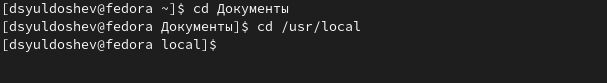 [dsyuldoshev@fedora ~]$ cd Документы
[dsyuldoshev@fedora Документы]$ cd /usr/local
[dsyuldoshev@fedora local]$